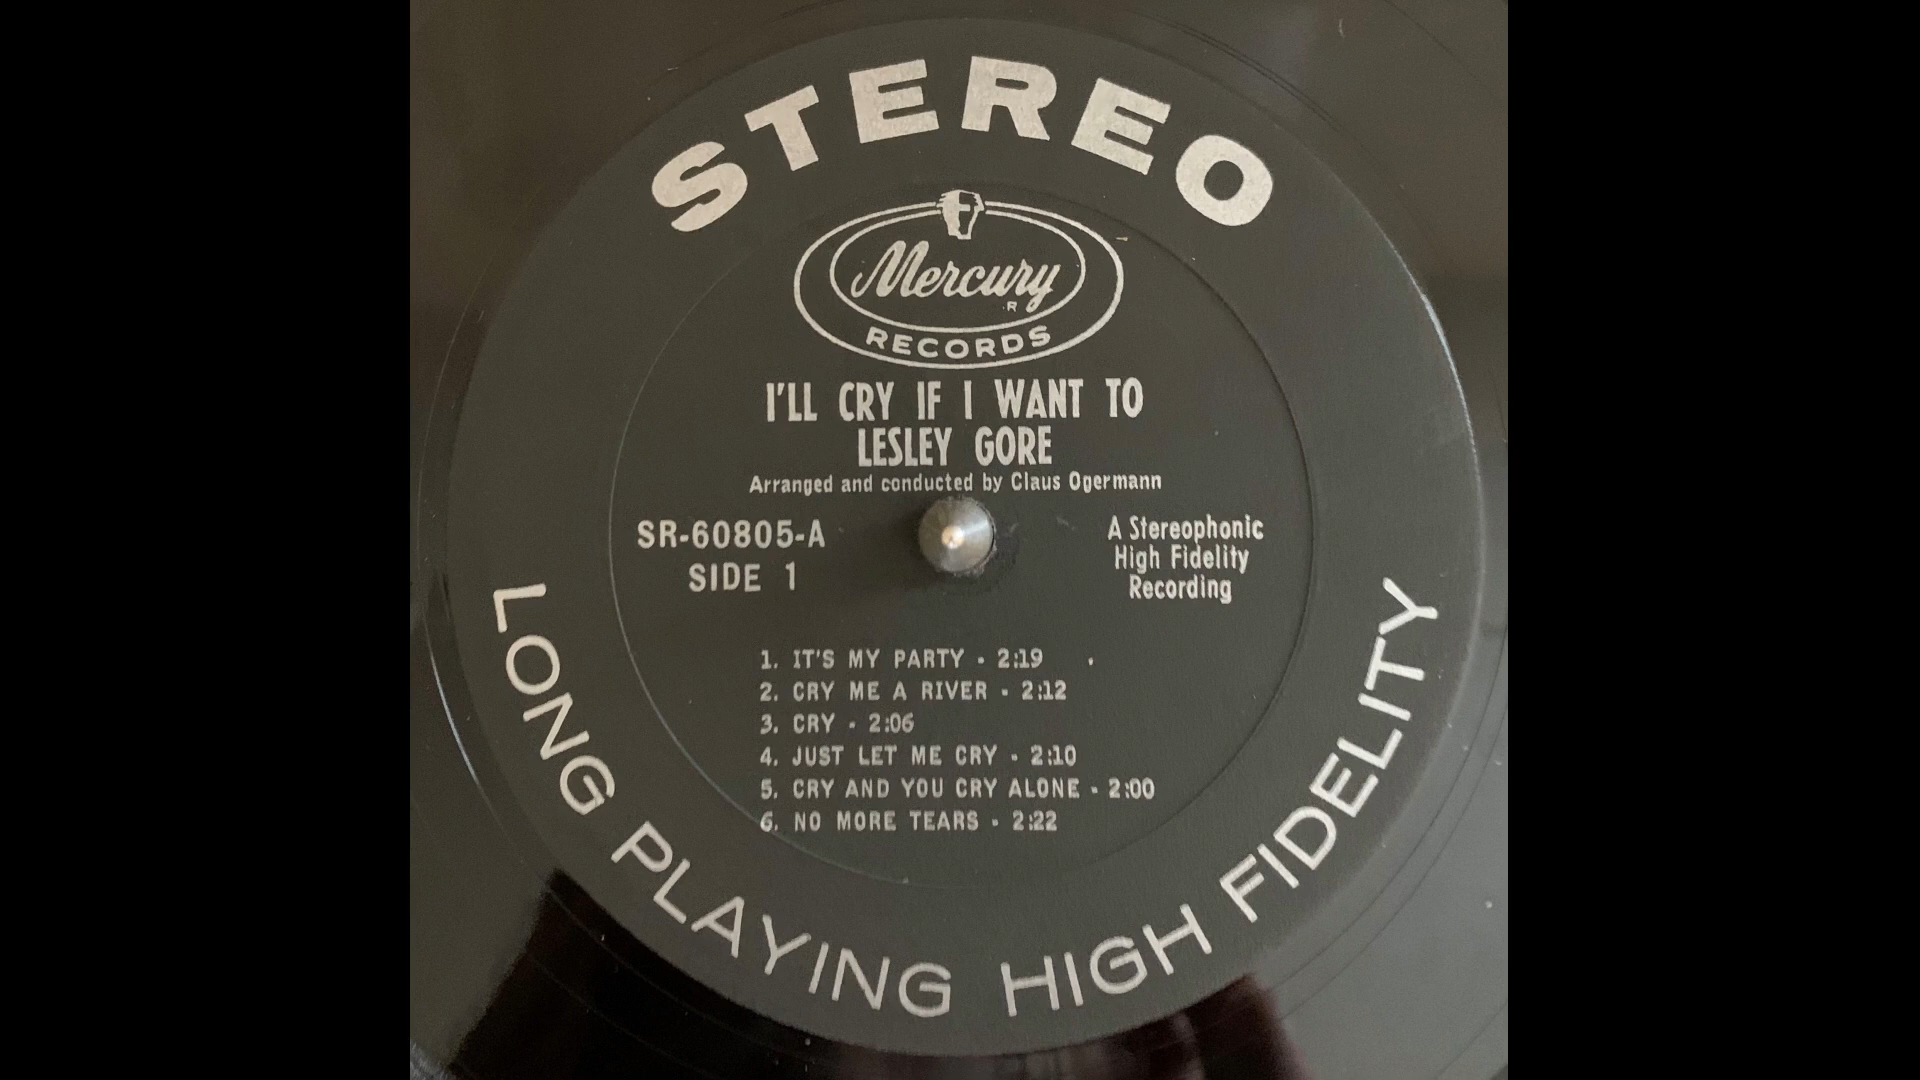 STEREO
Mercury
R
RECORDS
I'LL CRY IF I WANT TO
LESLEY GORE
Arranged and conducted by Claus Ogermann
SR-60805-A
SIDE 1
A Stereophonic
High Fidelity
Recording
1. IT'S MY PARTY - 2:19
2. CRY ME A RIVER - 2:12
3. CRY - 2:06
4. JUST LET ME CRY - 2:10
5. CRY AND YOU CRY ALONE - 2:00
6. NO MORE TEARS - 2:22
LONG PLAYING HIGH FIDELITY